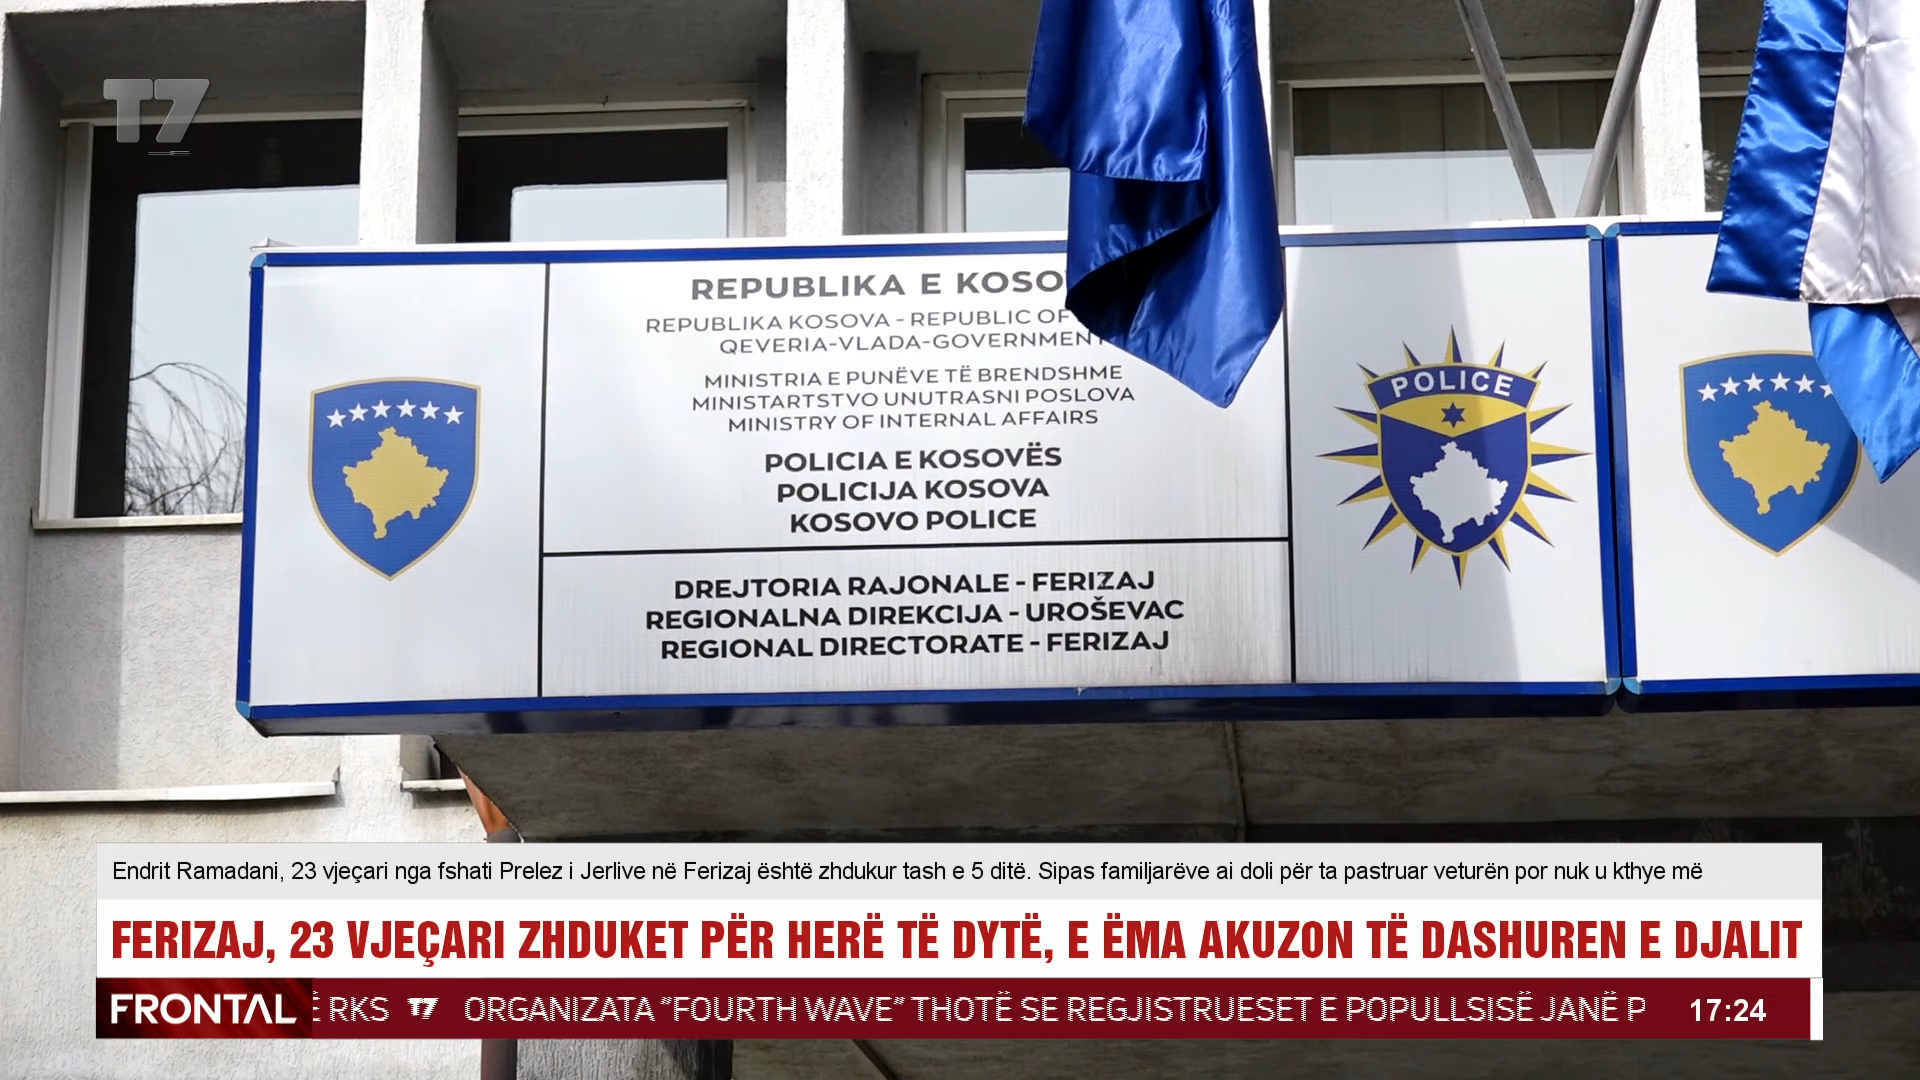 T7
REPUBLIKA E KOSO
REPUBLIKA KOSOVA - REPUBLIC OF
QEVERIA-VLADA-GOVERNMENT
MINISTRIA E PUNËVE TË BRENDSHME
MINISTARTSTVO UNUTRASNI POSLOVA
MINISTRY OF INTERNAL AFFAIRS
POLICIA E KOSOVËS
POLICIJA KOSOVA
KOSOVO POLICE
DREJTORIA RAJONALE - FERIZAJ
REGIONALNA DIREKCIJA - UROŠEVAC
REGIONAL DIRECTORATE - FERIZAJ
POLICE
Endrit Ramadani, 23 vjeçari nga fshati Prelez i Jerlive në Ferizaj është zhdukur tash e 5 ditë. Sipas familjarëve ai doli për ta pastruar veturën por nuk u kthye më
FERIZAJ, 23 VJEÇARI ZHDUKET PËR HERË TË DYTË, E ËMA AKUZON TË DASHUREN E DJALIT
FRONTAL Ë RKS T7 ORGANIZATA “FOURTH WAVE” THOTË SE REGJISTRUESET E POPULLSISË JANË P 17:24